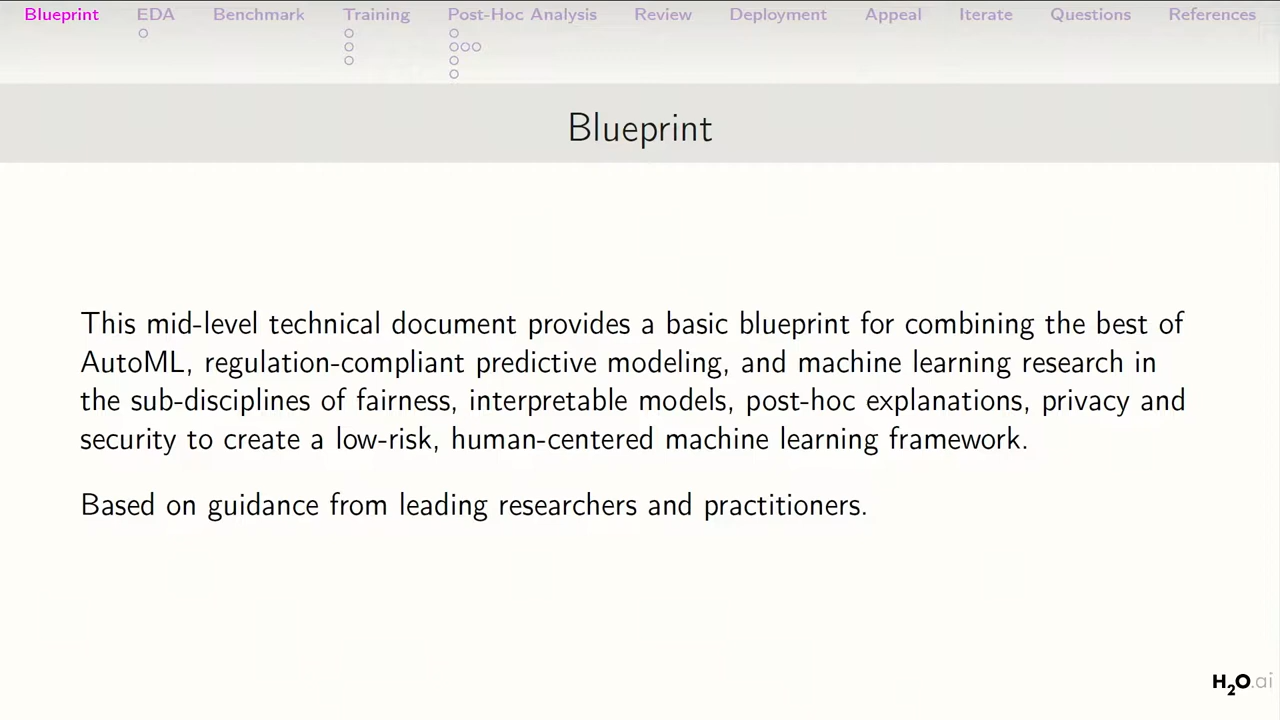 Blueprint EDA Benchmark Training Post-Hoc Analysis Review Deployment Appeal Iterate Questions References
Blueprint
This mid-level technical document provides a basic blueprint for combining the best of
AutoML, regulation-compliant predictive modeling, and machine learning research in
the sub-disciplines of fairness, interpretable models, post-hoc explanations, privacy and
security to create a low-risk, human-centered machine learning framework.
Based on guidance from leading researchers and practitioners.
H2O.ai